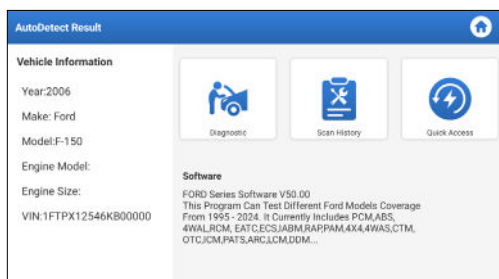 AutoDetect Result
Vehicle Information
Year:2006
Make: Ford
Model:F-150
Engine Model:
Engine Size:
VIN:1FTPX12546KB00000
Diagnostic
Scan History
Quick Access
Software
FORD Series Software V50.00
This Program Can Test Different Ford Models Coverage
From 1995 - 2024. It Currently Includes PCM,ABS,
4WAL,RCM, EATC,ECS,IABM,RAP,PAM,4X4,4WAS,CTM,
OTC,ICM,PATS,ARC,LCM,DDM...